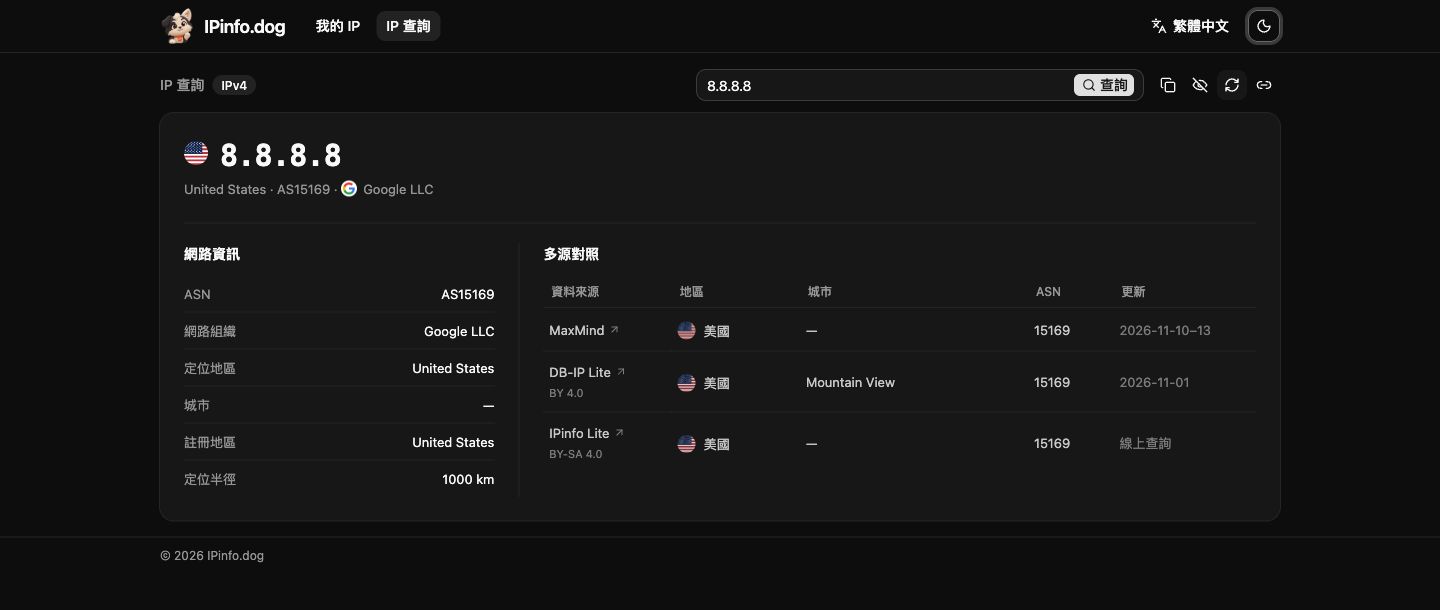 IPinfo.dog 我的 IP IP 查詢 繁體中文
IP 查詢 IPv4 8.8.8.8 查詢
8.8.8.8
United States · AS15169 · Google LLC
網路資訊
ASN AS15169
網路組織 Google LLC
定位地區 United States
城市 —
註冊地區 United States
定位半徑 1000 km
多源對照
資料來源 地區 城市 ASN 更新
MaxMind ↗ 美國 — 15169 2026-11-10–13
DB-IP Lite ↗ 美國 Mountain View 15169 2026-11-01
BY 4.0
IPinfo Lite ↗ 美國 — 15169 線上查詢
BY-SA 4.0
© 2026 IPinfo.dog